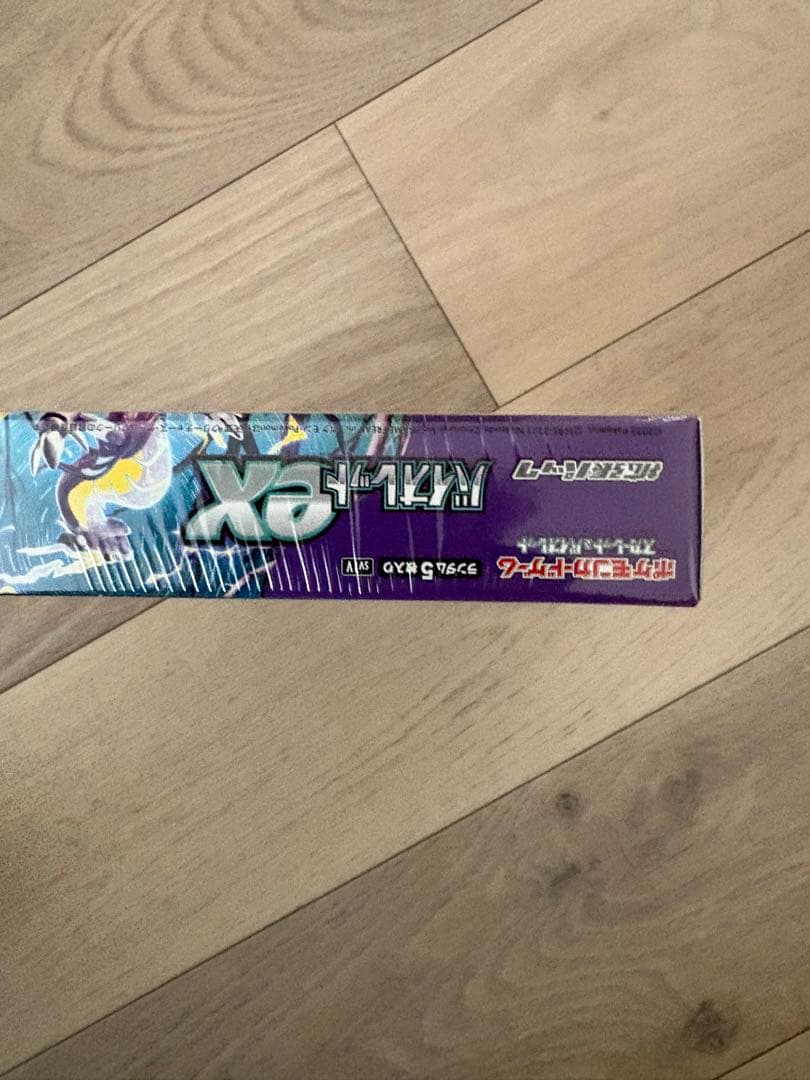 ポケモンカードゲーム
スカーレット&バイオレット
拡張パック
ランダム5枚入り
SV1V
バイオレットex